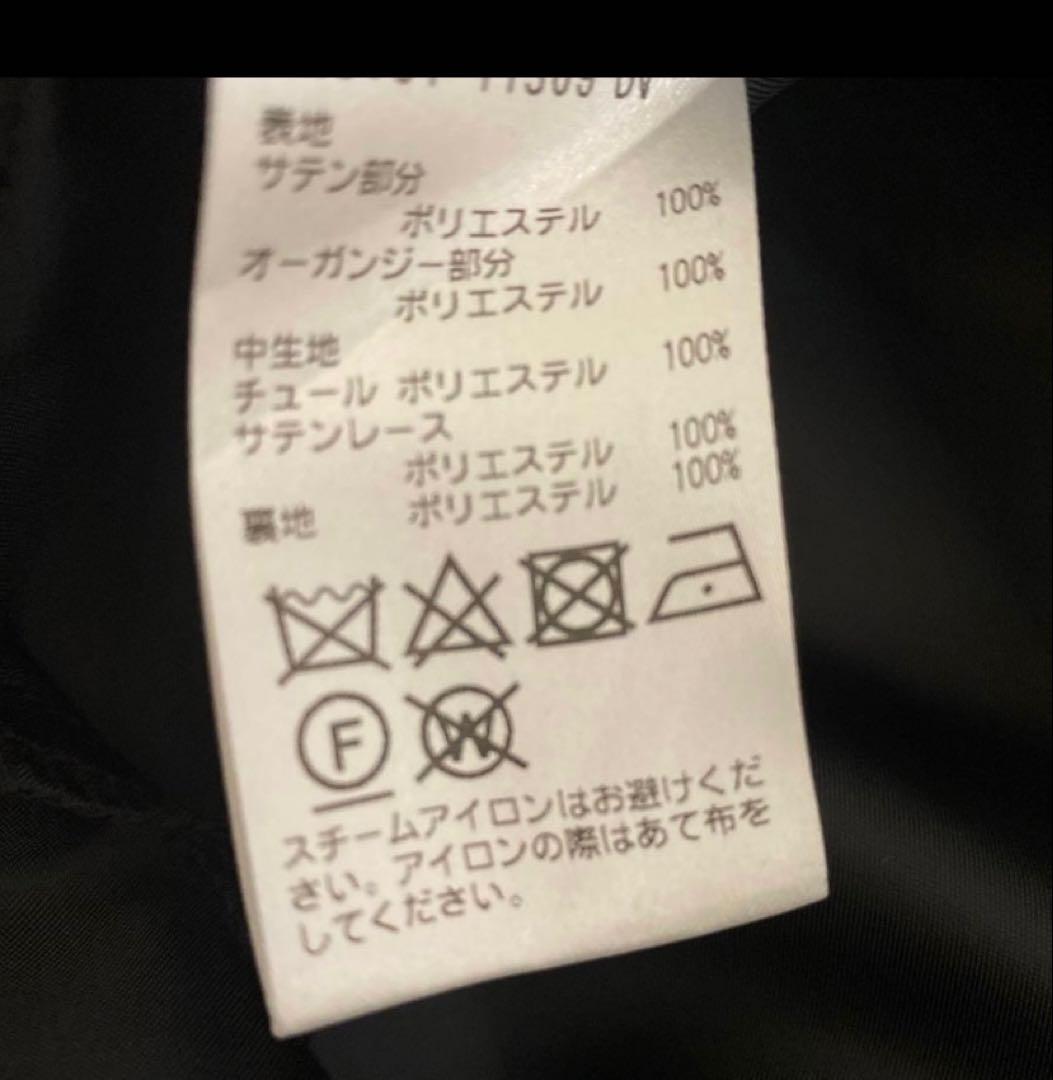 11309 DV
表地
サテン部分
ポリエステル 100%
オーガンジー部分
ポリエステル 100%
中生地
チュール ポリエステル 100%
サテンレース
ポリエステル 100%
裏地 ポリエステル 100%
F W
スチームアイロンはお避けくだ
さい。アイロンの際はあて布を
してください。